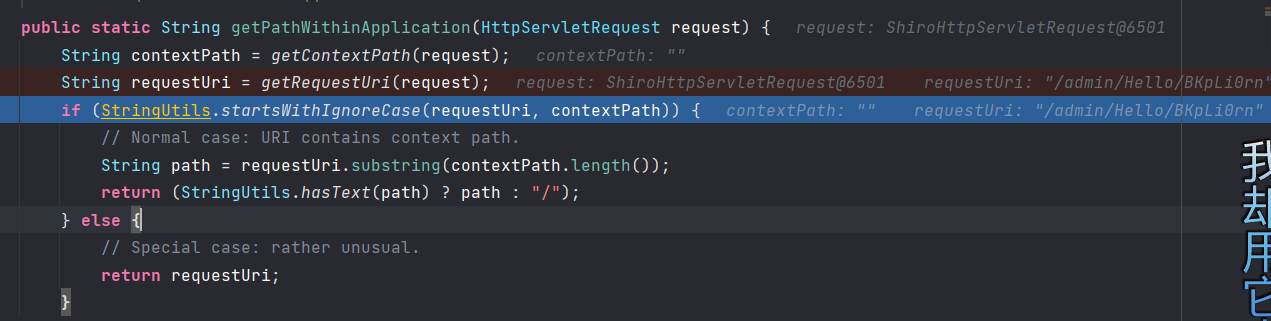 public static String getPathWithinApplication(HttpServletRequest request) {  request: ShiroHttpServletRequest@6501
    String contextPath = getContextPath(request);  contextPath: ""
    String requestUri = getRequestUri(request);  request: ShiroHttpServletRequest@6501    requestUri: "/admin/Hello/BKpLi0rn"
    if (StringUtils.startsWithIgnoreCase(requestUri, contextPath)) {  contextPath: ""    requestUri: "/admin/Hello/BKpLi0rn"
        // Normal case: URI contains context path.
        String path = requestUri.substring(contextPath.length());
        return (StringUtils.hasText(path) ? path : "/");
    } else {
        // Special case: rather unusual.
        return requestUri;
    }
我却用它